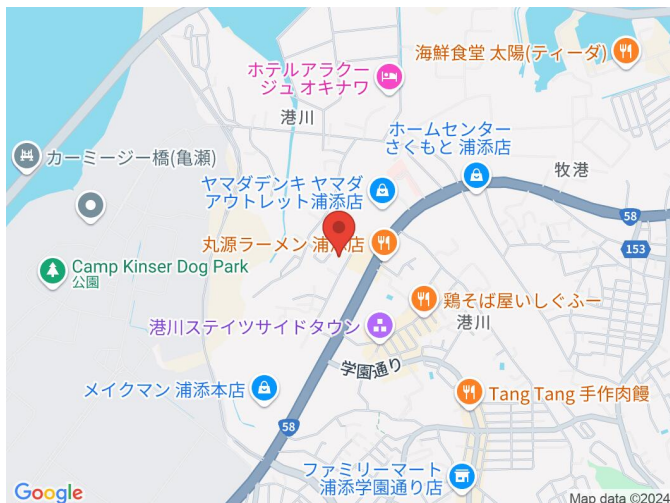 海鮮食堂 太陽(ティーダ)
ホテルアラクー
ジュ オキナワ
港川
ホームセンター
さくもと 浦添店
カーミージー橋(亀瀬)
牧港
ヤマダデンキ ヤマダ
アウトレット浦添店
58
153
丸源ラーメン 浦添店
Camp Kinser Dog Park
公園
鶏そば屋いしぐふー
港川ステイツサイドタウン
港川
学園通り
メイクマン 浦添本店
Tang Tang 手作肉饅
58
ファミリーマート
浦添学園通り店
Google
Map data ©2024